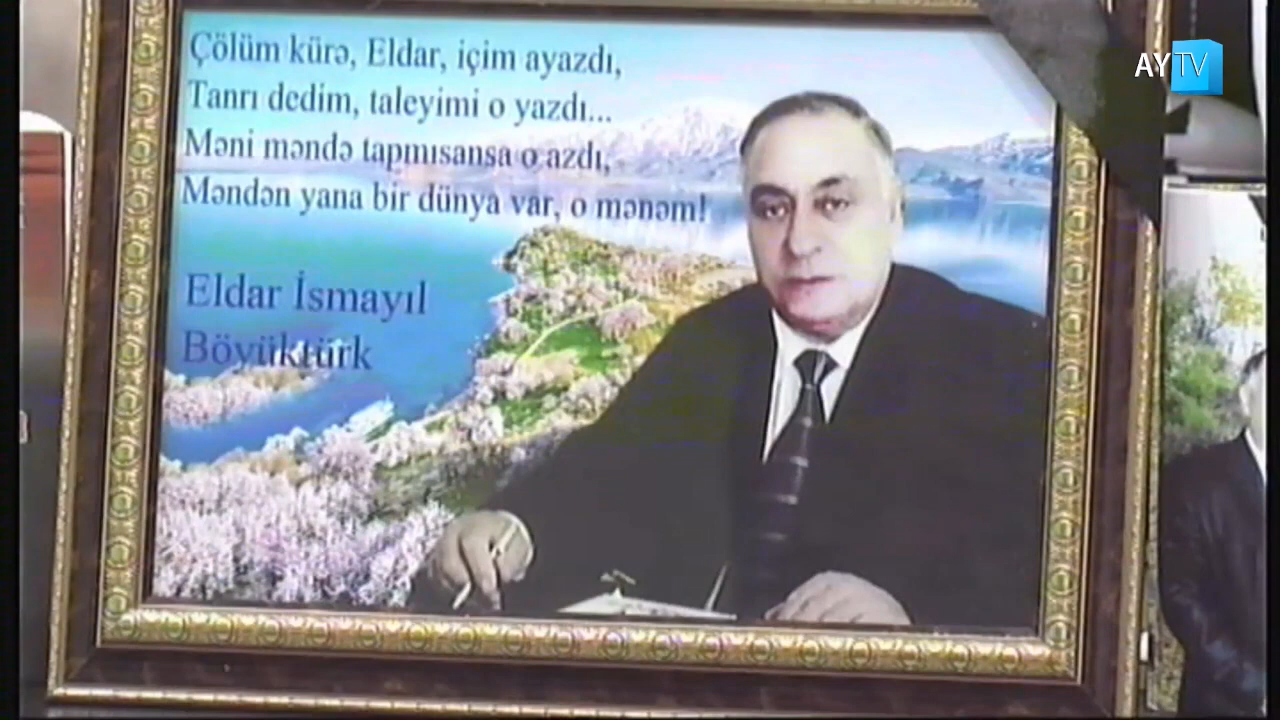 Çölüm kürə, Eldar, içim ayazdı,
Tanrı dedim, taleyimi o yazdı...
Məni məndə tapmısansa o azdı,
Məndən yana bir dünya var, o mənəm!
Eldar İsmayıl
Böyüktürk
AYTV